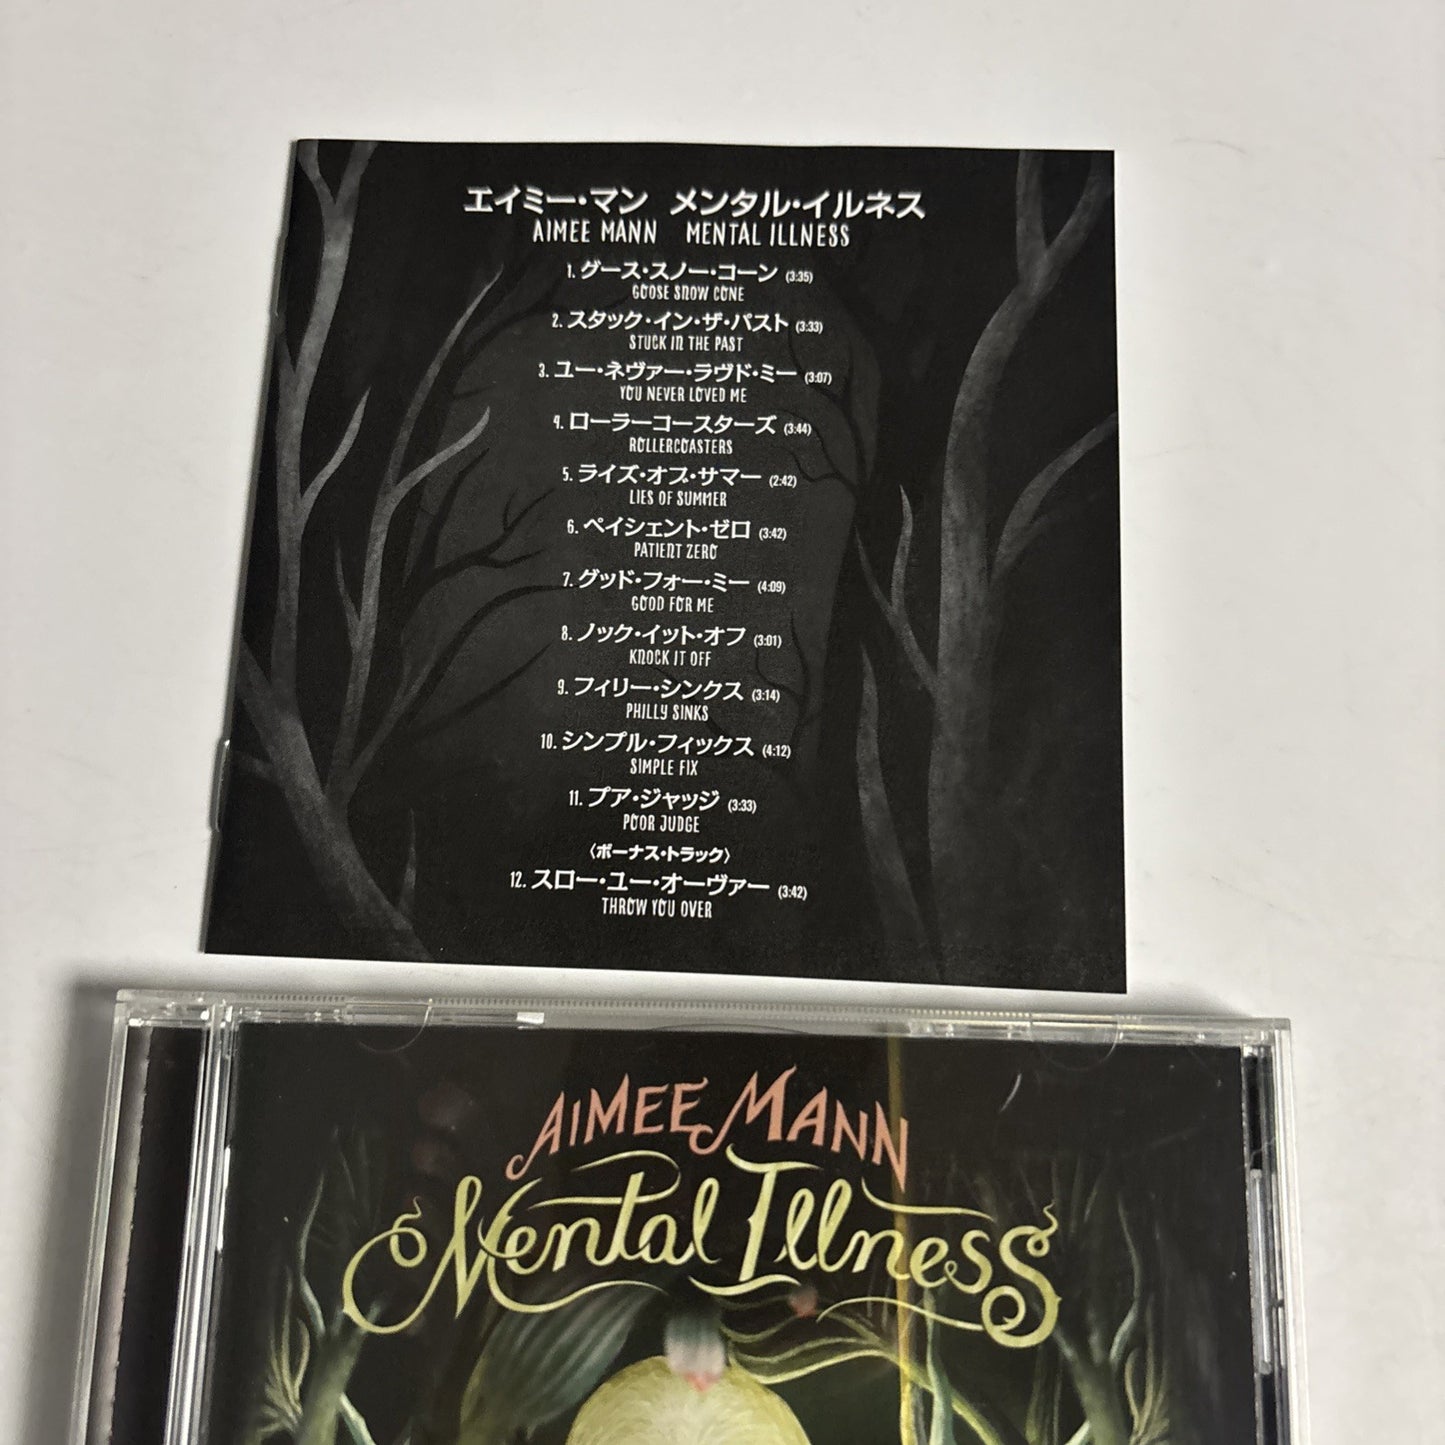 エイミー・マン メンタル・イルネス
AIMEE MANN MENTAL ILLNESS
1. グース・スノー・コーン (3:35)
GOOSE SNOW CONE
2. スタック・イン・ザ・パスト (3:33)
STUCK IN THE PAST
3. ユー・ネヴァー・ラヴド・ミー (3:07)
YOU NEVER LOVED ME
4. ローラーコースターズ (3:44)
ROLLERCOASTERS
5. ライズ・オブ・サマー (2:42)
LIES OF SUMMER
6. ペイシェント・ゼロ (3:42)
PATIENT ZERO
7. グッド・フォー・ミー (4:09)
GOOD FOR ME
8. ノック・イット・オフ (3:01)
KNOCK IT OFF
9. フィリー・シンクス (3:14)
PHILLY SINKS
10. シンプル・フィックス (4:12)
SIMPLE FIX
11. プア・ジャッジ (3:33)
POOR JUDGE
〈ボーナス・トラック〉
12. スロー・ユー・オーヴァー (3:42)
THROW YOU OVER
AIMEE MANN
Mental Illness